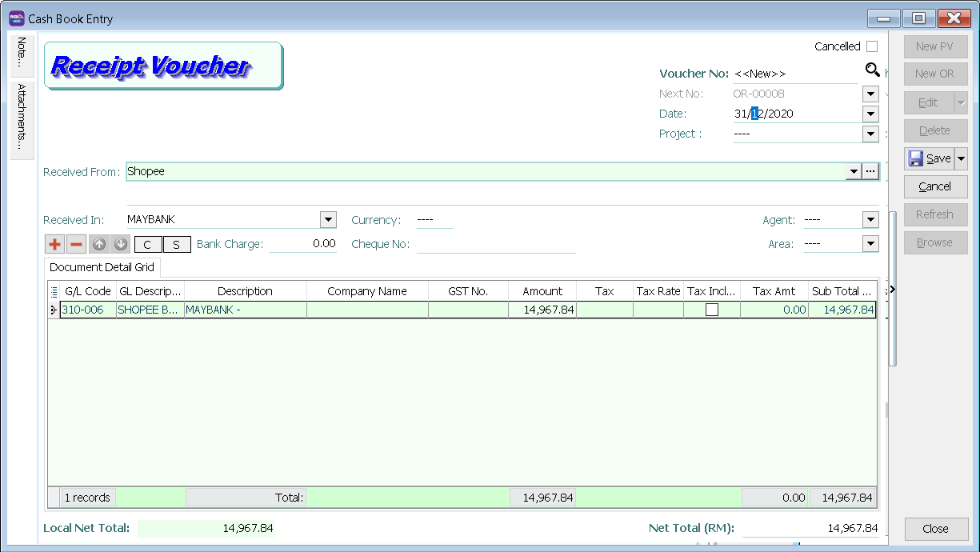 Cash Book Entry
Note...
Attachments...
Receipt Voucher
Cancelled
Voucher No: <<New>>
Next No: OR-00008
Date: 31/12/2020
Project : ----
Received From: Shopee
Received In: MAYBANK
Currency: ----
Agent: ----
C S
Bank Charge: 0.00
Cheque No:
Area: ----
Document Detail Grid
G/L Code GL Descrip... Description Company Name GST No. Amount Tax Tax Rate Tax Incl... Tax Amt Sub Total ...
310-006 SHOPEE B... MAYBANK - 14,967.84 0.00 14,967.84
1 records Total: 14,967.84 0.00 14,967.84
Local Net Total: 14,967.84
Net Total (RM): 14,967.84
New PV
New OR
Edit
Delete
Save
Cancel
Refresh
Browse
Close